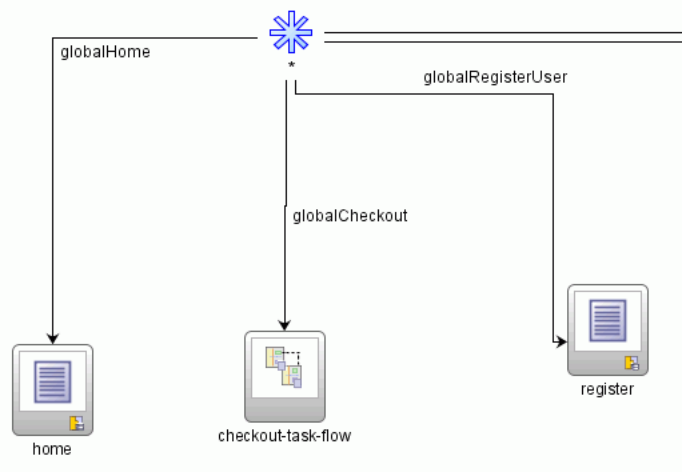 globalHome
*
globalRegisterUser
globalCheckout
register
checkout-task-flow
home